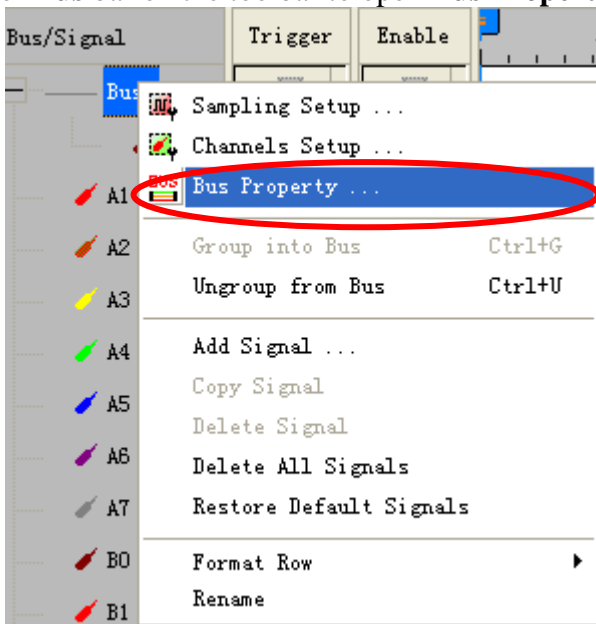 Bus/Signal Trigger Enable
Bus
Sampling Setup ...
Channels Setup ...
A1 BUS Bus Property ...
A2 Group into Bus Ctrl+G
Ungroup from Bus Ctrl+U
A3
A4 Add Signal ...
Copy Signal
A5
Delete Signal
A6 Delete All Signals
A7 Restore Default Signals
B0 Format Row
B1 Rename